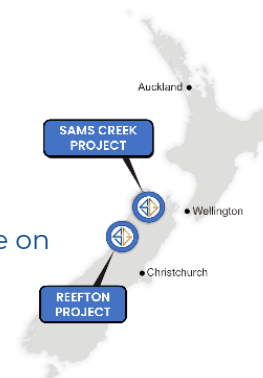 Auckland
SAMS CREEK
PROJECT
Wellington
e on
Christchurch
REEFTON
PROJECT